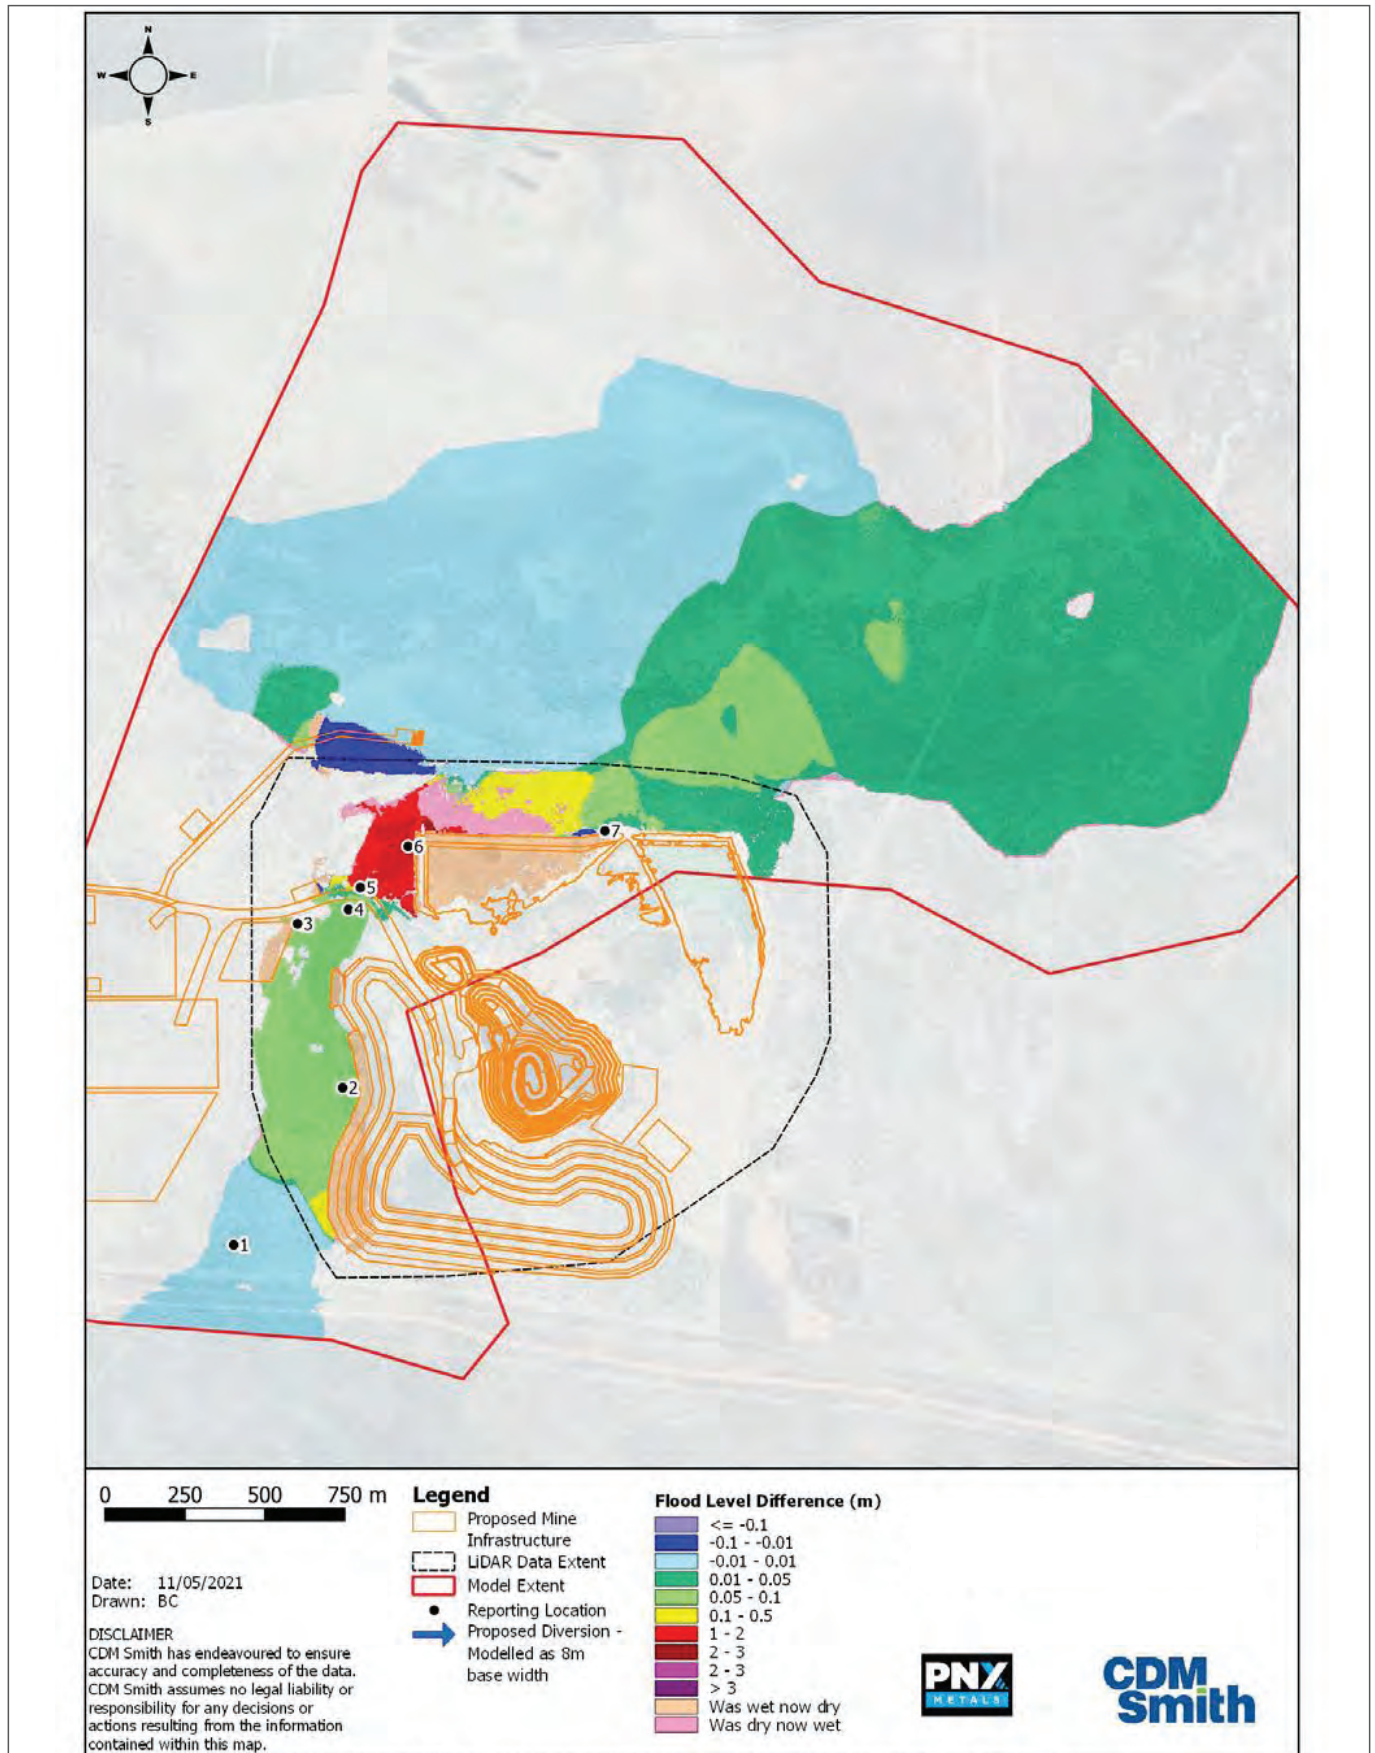 N
W E
S
7
6
5
4
3
2
1
0 250 500 750 m
Date: 11/05/2021
Drawn: BC
DISCLAIMER
CDM Smith has endeavoured to ensure
accuracy and completeness of the data.
CDM Smith assumes no legal liability or
responsibility for any decisions or
actions resulting from the information
contained within this map.
Legend
Proposed Mine
Infrastructure
LiDAR Data Extent
Model Extent
Reporting Location
Proposed Diversion -
Modelled as 8m
base width
Flood Level Difference (m)
<= -0.1
-0.1 - -0.01
-0.01 - 0.01
0.01 - 0.05
0.05 - 0.1
0.1 - 0.5
1 - 2
2 - 3
2 - 3
> 3
Was wet now dry
Was dry now wet
PNX
METALS
CDM
Smith